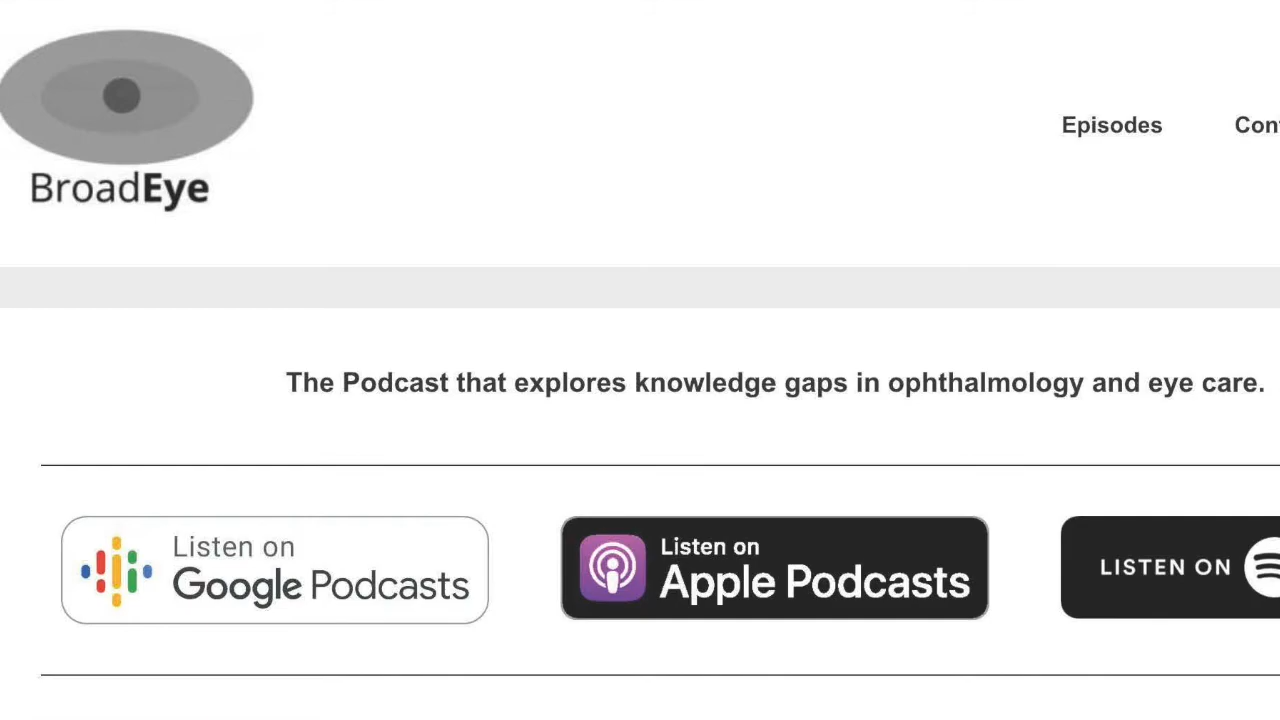 BroadEye
Episodes
The Podcast that explores knowledge gaps in ophthalmology and eye care.
Listen on
Google Podcasts
Listen on
Apple Podcasts
LISTEN ON